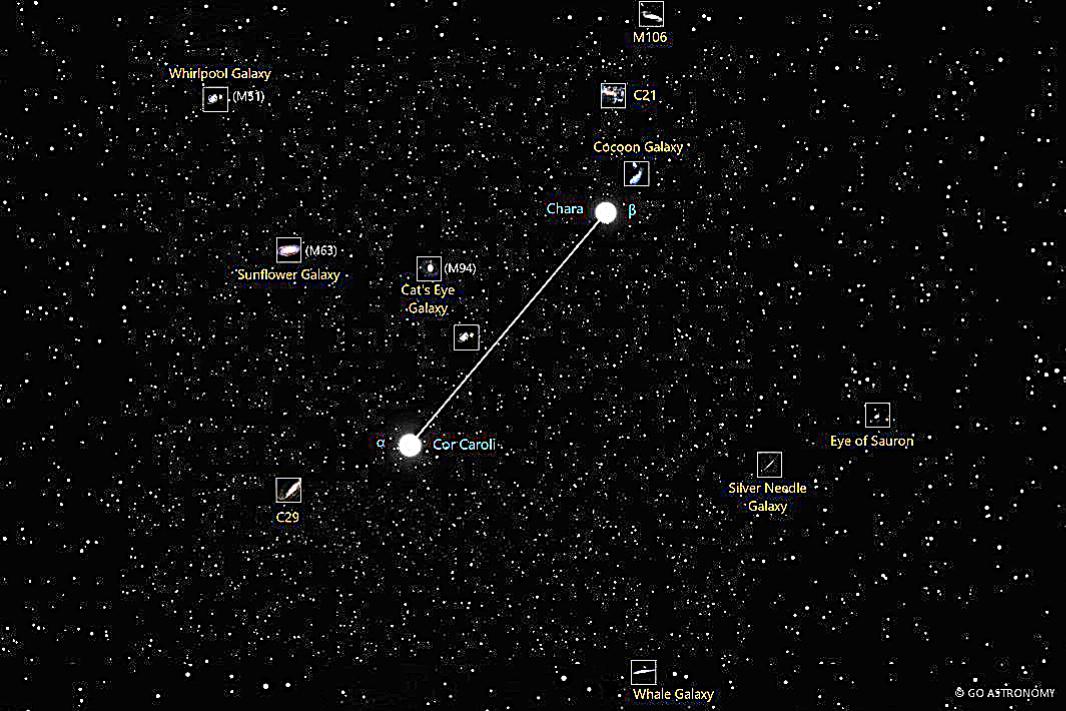 M106
Whirlpool Galaxy
(M51)
C21
Cocoon Galaxy
Chara
β
(M63)
Sunflower Galaxy
(M94)
Cat's Eye
Galaxy
α
Cor Caroli
Eye of Sauron
Silver Needle
Galaxy
C29
Whale Galaxy
© GO ASTRONOMY